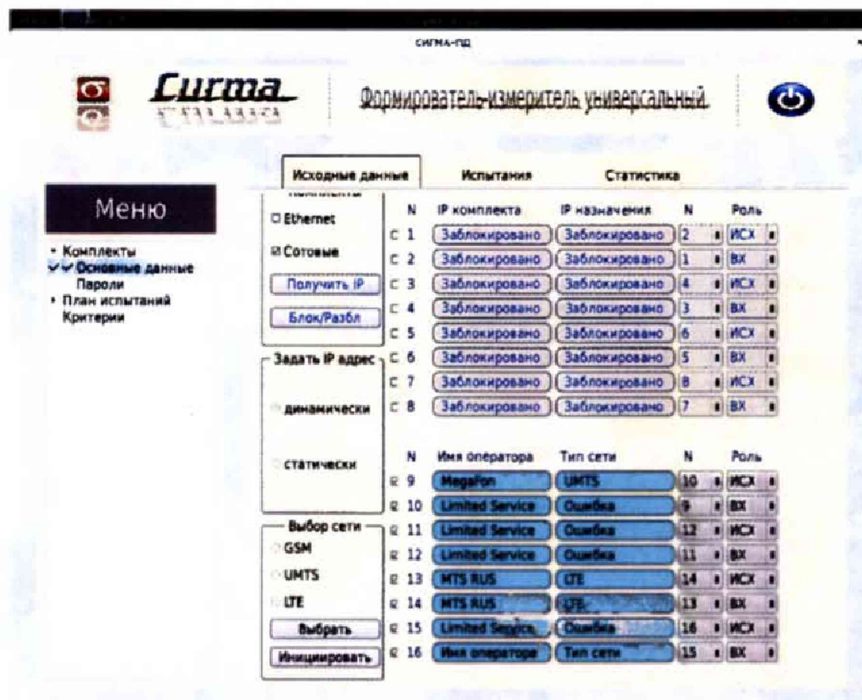 СИГМА-ПД
Сигма
Формирователь-измеритель универсальный
Исходные данные Испытания Статистика
Меню
Комплекты
Основные данные
Пароли
План испытаний
Критерии
Комплекты
Ethernet
Сотовые
Получить IP
Блок/Разбл
Задать IP адрес
динамически
статически
Выбор сети
GSM
UMTS
LTE
Выбрать
Инициировать
N IP комплекта IP назначения N Роль
1 Заблокировано Заблокировано 2 ИСХ
2 Заблокировано Заблокировано 1 ВХ
3 Заблокировано Заблокировано 4 ИСХ
4 Заблокировано Заблокировано 3 ВХ
5 Заблокировано Заблокировано 6 ИСХ
6 Заблокировано Заблокировано 5 ВХ
7 Заблокировано Заблокировано 8 ИСХ
8 Заблокировано Заблокировано 7 ВХ
N Имя оператора Тип сети N Роль
9 MegaFon UMTS 10 ИСХ
10 Limited Service Ошибка 9 ВХ
11 Limited Service Ошибка 12 ИСХ
12 Limited Service Ошибка 11 ВХ
13 MTS RUS LTE 14 ИСХ
14 MTS RUS LTE 13 ВХ
15 Limited Service Ошибка 16 ИСХ
16 Имя оператора Тип сети 15 ВХ